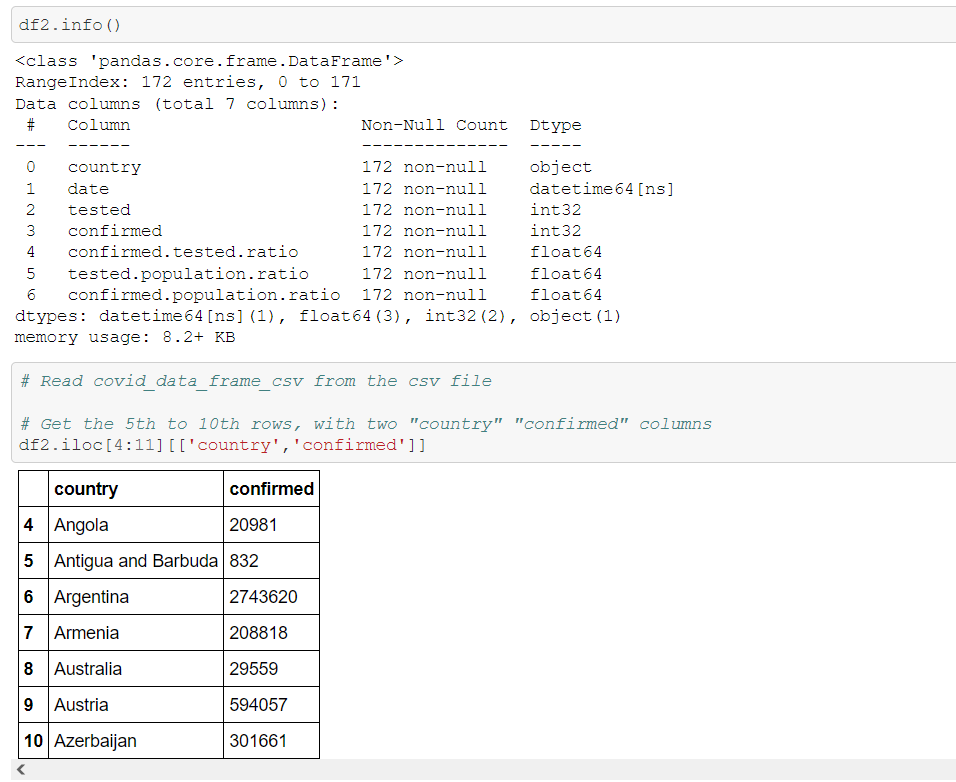 df2.info()
<class 'pandas.core.frame.DataFrame'>
RangeIndex: 172 entries, 0 to 171
Data columns (total 7 columns):
 #   Column                      Non-Null Count  Dtype
---  ------                      --------------  -----
 0   country                     172 non-null    object
 1   date                        172 non-null    datetime64[ns]
 2   tested                      172 non-null    int32
 3   confirmed                   172 non-null    int32
 4   confirmed.tested.ratio      172 non-null    float64
 5   tested.population.ratio     172 non-null    float64
 6   confirmed.population.ratio  172 non-null    float64
dtypes: datetime64[ns](1), float64(3), int32(2), object(1)
memory usage: 8.2+ KB
# Read covid_data_frame_csv from the csv file
# Get the 5th to 10th rows, with two "country" "confirmed" columns
df2.iloc[4:11][['country','confirmed']]
country confirmed
4 Angola 20981
5 Antigua and Barbuda 832
6 Argentina 2743620
7 Armenia 208818
8 Australia 29559
9 Austria 594057
10 Azerbaijan 301661